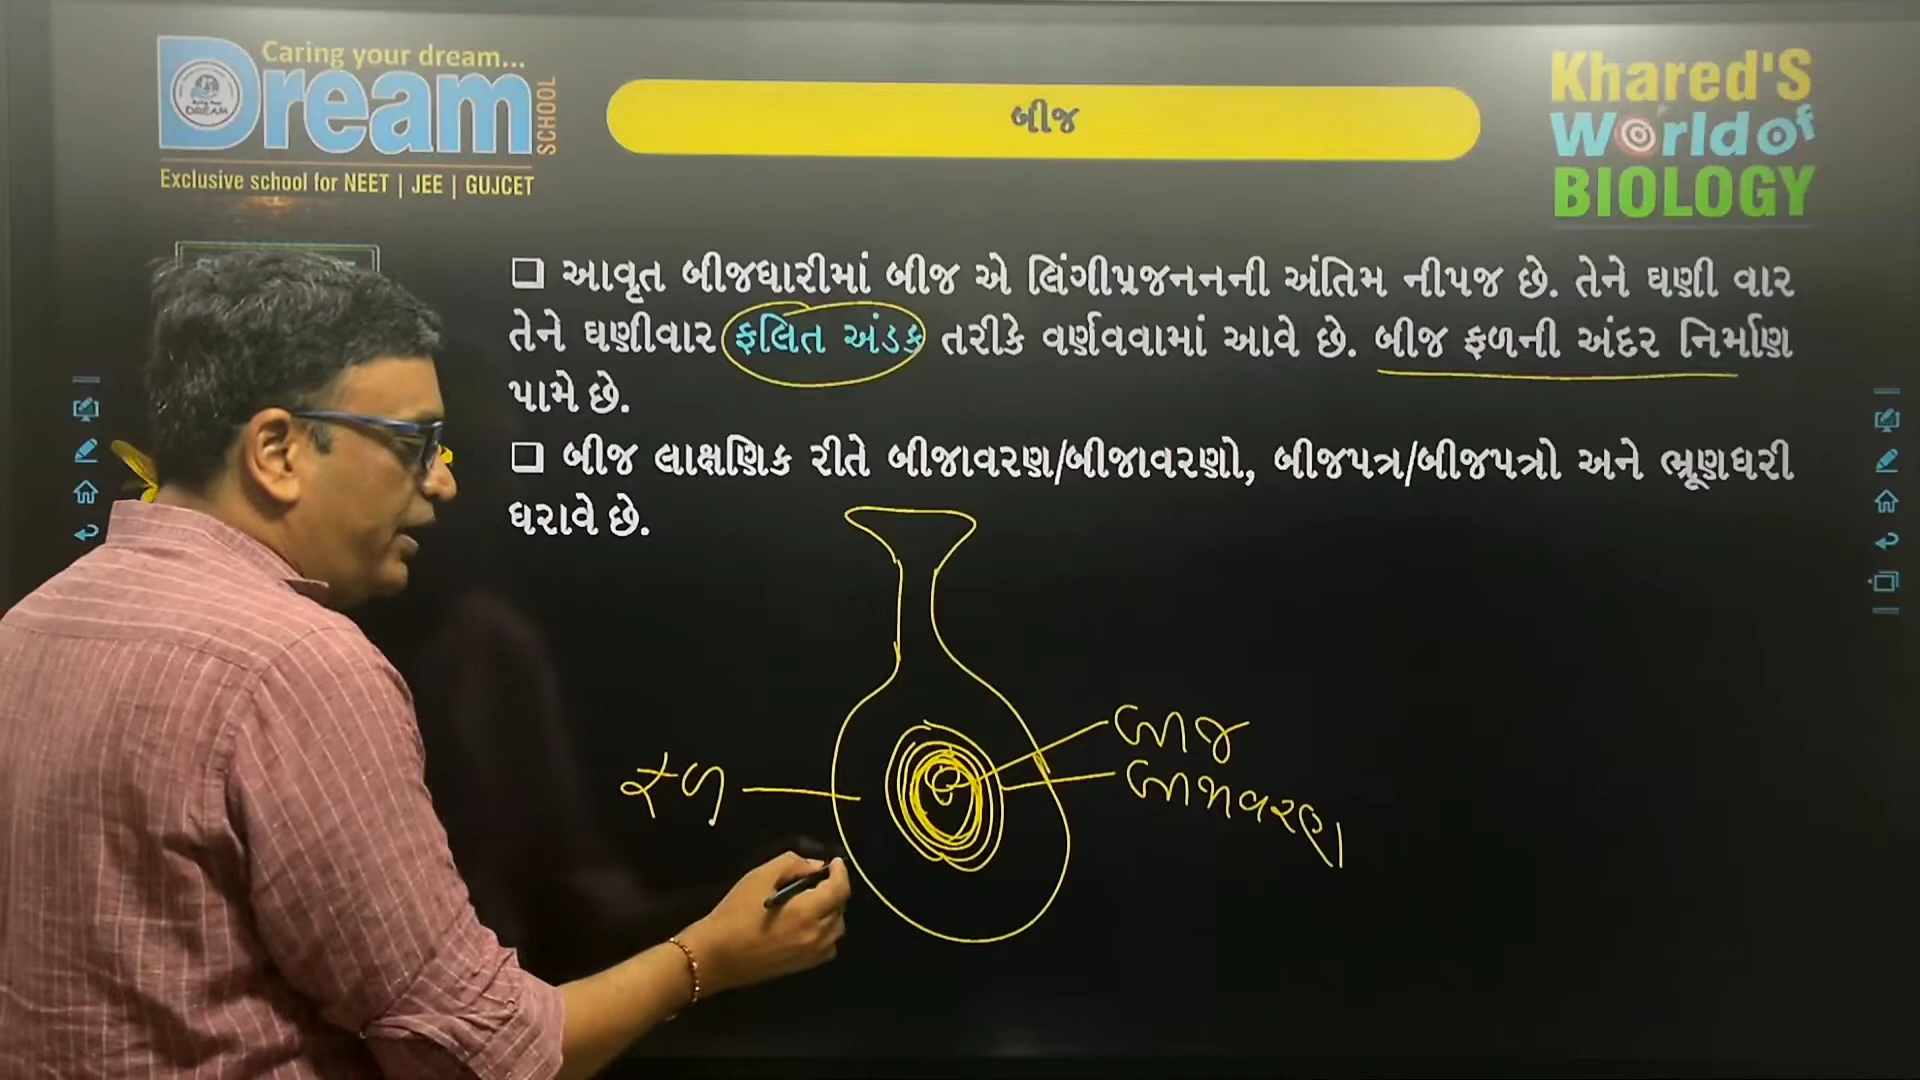 Caring your dream...
Dream
SCHOOL
Exclusive school for NEET | JEE | GUJCET
બીજ
Khared'S
World of
BIOLOGY
❑ આવૃત બીજધારીમાં બીજ એ લિંગીપ્રજનનની અંતિમ નીપજ છે. તેને ઘણી વાર
તેને ઘણીવાર ફલિત અંડક તરીકે વર્ણવવામાં આવે છે. બીજ ફળની અંદર નિર્માણ
પામે છે.
❑ બીજ લાક્ષણિક રીતે બીજાવરણ/બીજાવરણો, બીજપત્ર/બીજપત્રો અને ભ્રૂણધરી
ધરાવે છે.
બીજ
ફળ
બીજાવરણ